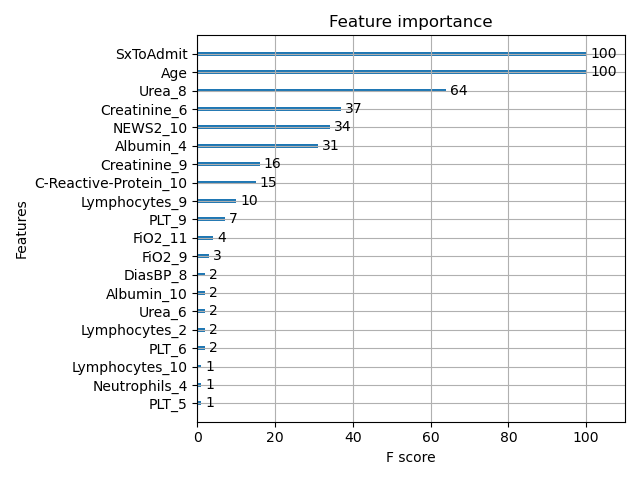 Feature importance
SxToAdmit 100
Age 100
Urea_8 64
Creatinine_6 37
NEWS2_10 34
Albumin_4 31
Creatinine_9 16
C-Reactive-Protein_10 15
Lymphocytes_9 10
PLT_9 7
FiO2_11 4
FiO2_9 3
DiasBP_8 2
Albumin_10 2
Urea_6 2
Lymphocytes_2 2
PLT_6 2
Lymphocytes_10 1
Neutrophils_4 1
PLT_5 1
Features
0 20 40 60 80 100
F score